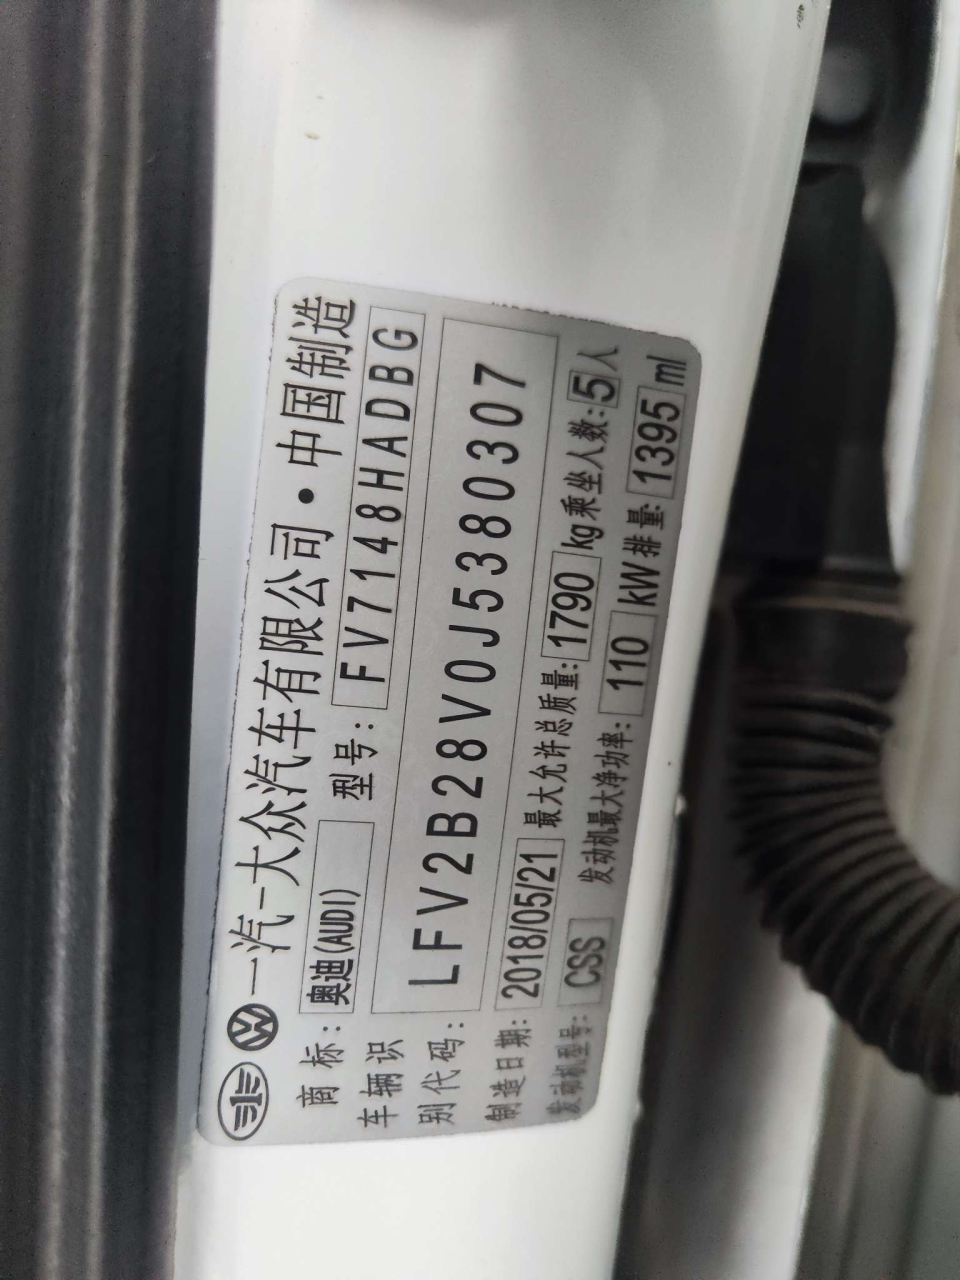 一汽-大众汽车有限公司·中国制造
商标: 奥迪(AUDI) 型号: FV7148HADBG
车辆识
别代码: LFV2B28V0J5380307
制造日期: 2018/05/21 最大允许总质量: 1790 kg 乘坐人数: 5 人
发动机型号: CSS 发动机最大净功率: 110 kW 排量: 1395 ml